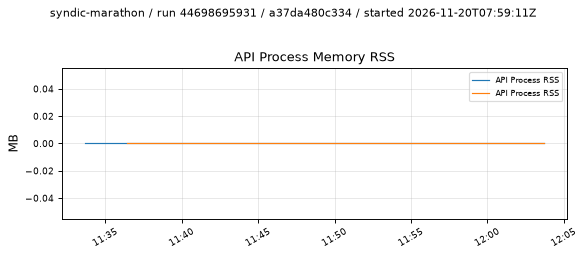 syndic-marathon / run 44698695931 / a37da480c334 / started 2026-11-20T07:59:11Z
API Process Memory RSS
API Process RSS
API Process RSS
MB
0.04
0.02
0.00
−0.02
−0.04
11:35
11:40
11:45
11:50
11:55
12:00
12:05